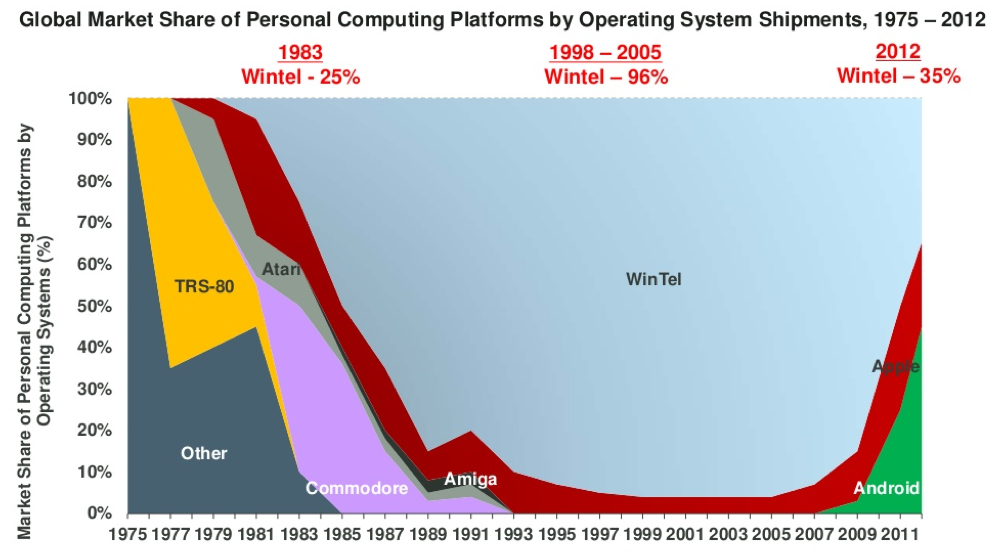 Global Market Share of Personal Computing Platforms by Operating System Shipments, 1975 – 2012
1983
Wintel - 25%
1998 – 2005
Wintel – 96%
2012
Wintel – 35%
Market Share of Personal Computing Platforms by
Operating Systems (%)
100%
90%
80%
70%
60%
50%
40%
30%
20%
10%
0%
TRS-80
Other
Atari
Commodore
Amiga
WinTel
Apple
Android
1975 1977 1979 1981 1983 1985 1987 1989 1991 1993 1995 1997 1999 2001 2003 2005 2007 2009 2011